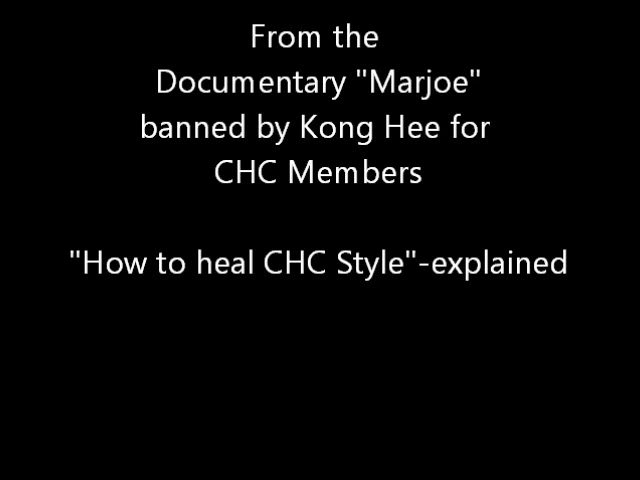 From the
Documentary "Marjoe"
banned by Kong Hee for
CHC Members
"How to heal CHC Style"-explained